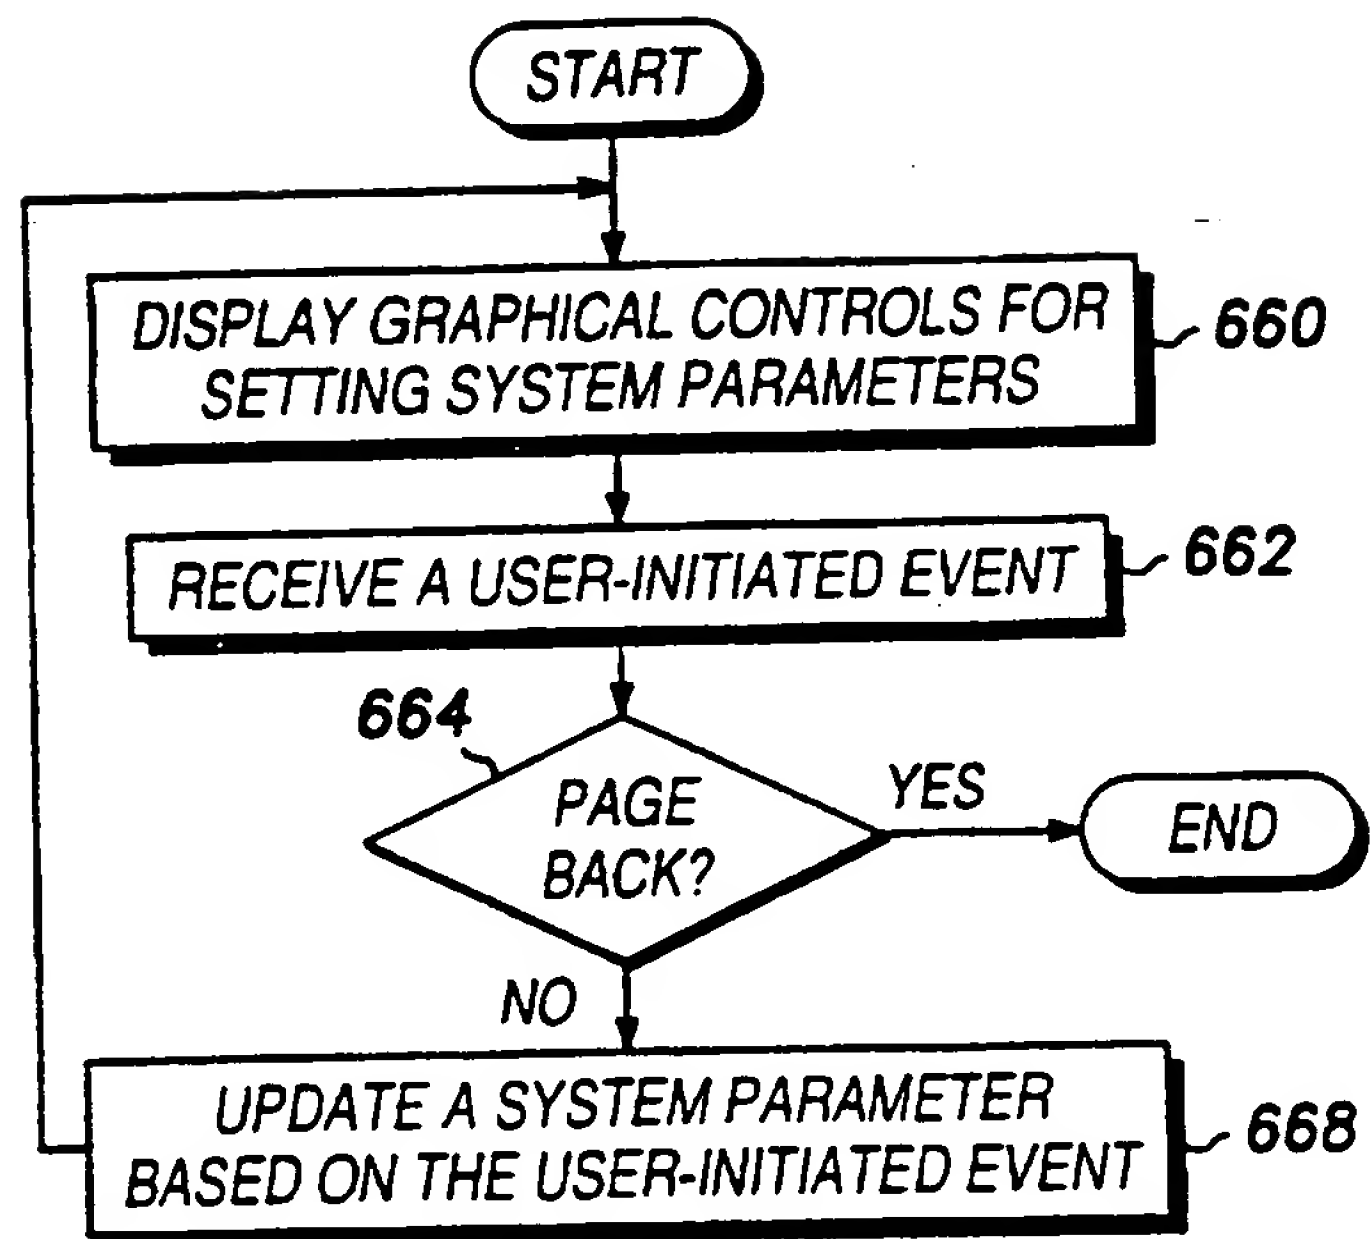 START
DISPLAY GRAPHICAL CONTROLS FOR
SETTING SYSTEM PARAMETERS
660
RECEIVE A USER-INITIATED EVENT
662
664
PAGE
BACK?
YES
END
NO
UPDATE A SYSTEM PARAMETER
BASED ON THE USER-INITIATED EVENT
668